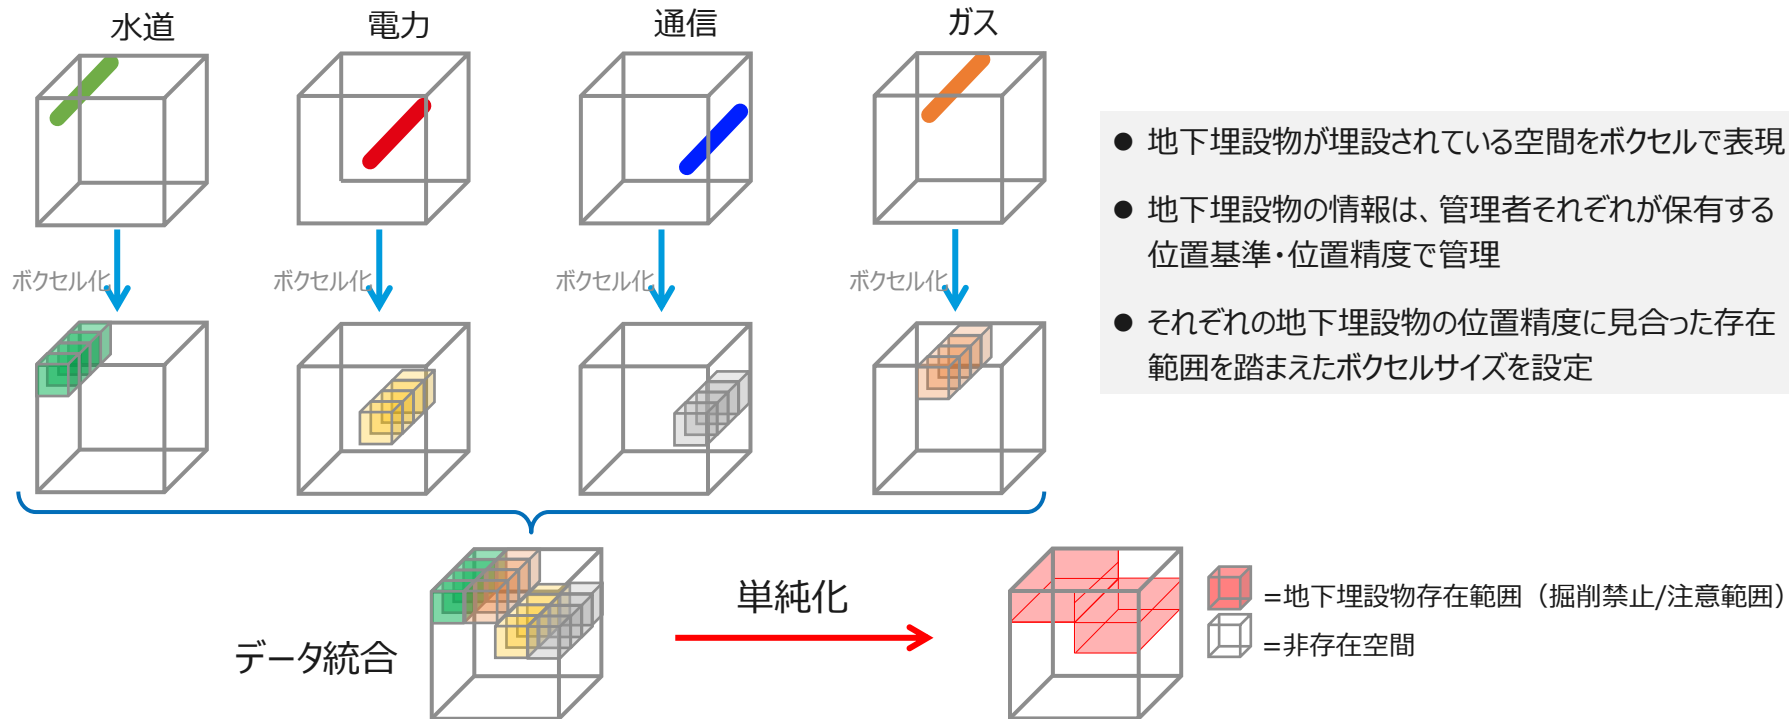 水道
電力
通信
ガス
ボクセル化
ボクセル化
ボクセル化
ボクセル化
● 地下埋設物が埋設されている空間をボクセルで表現
● 地下埋設物の情報は、管理者それぞれが保有する
位置基準・位置精度で管理
● それぞれの地下埋設物の位置精度に見合った存在
範囲を踏まえたボクセルサイズを設定
データ統合
単純化
=地下埋設物存在範囲（掘削禁止/注意範囲）
=非存在空間